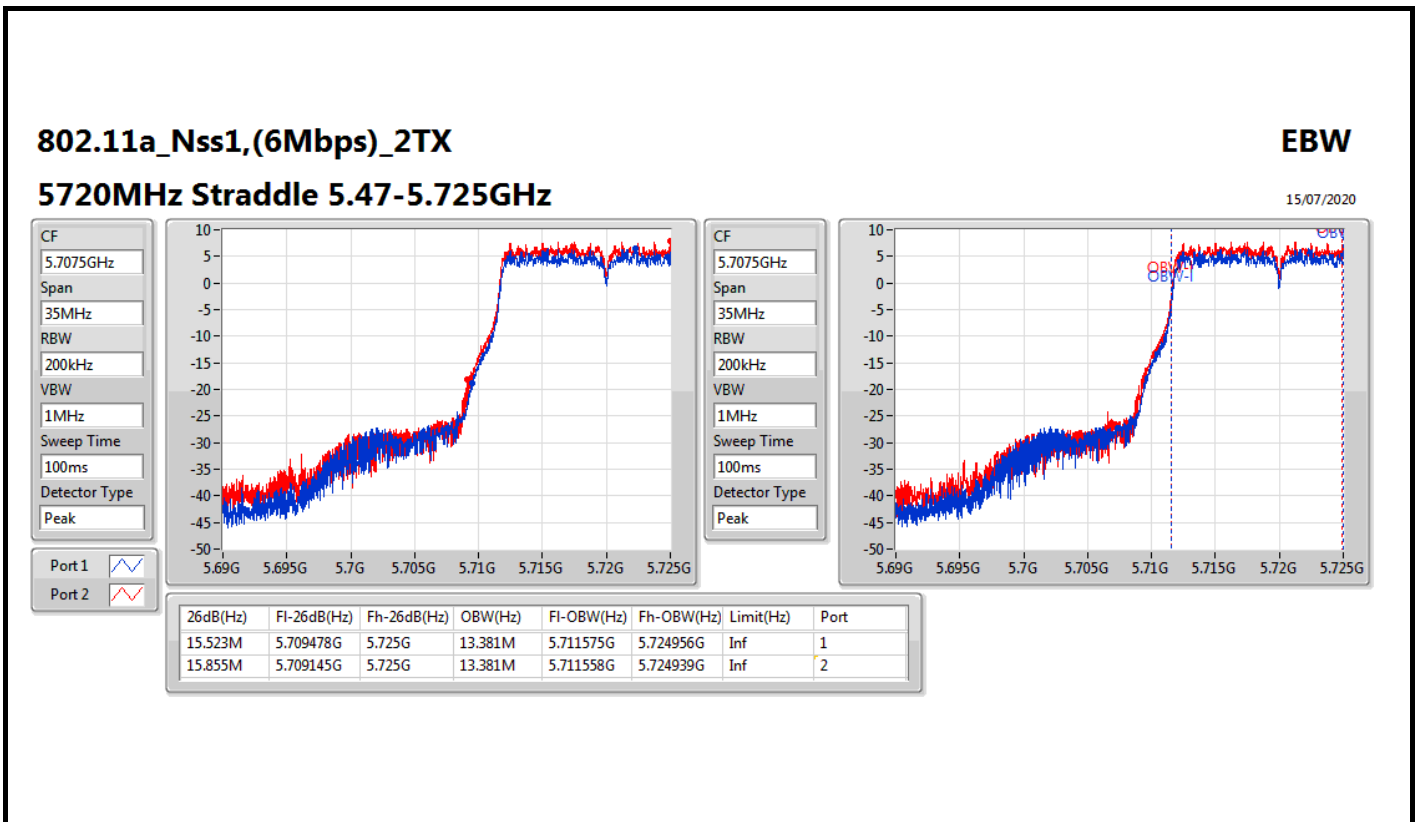 802.11a_Nss1,(6Mbps)_2TX
EBW
5720MHz Straddle 5.47-5.725GHz
15/07/2020
CF
5.7075GHz
Span
35MHz
RBW
200kHz
VBW
1MHz
Sweep Time
100ms
Detector Type
Peak
Port 1
Port 2
10
5
0
-5
-10
-15
-20
-25
-30
-35
-40
-45
-50
5.69G 5.695G 5.7G 5.705G 5.71G 5.715G 5.72G 5.725G
CF
5.7075GHz
Span
35MHz
RBW
200kHz
VBW
1MHz
Sweep Time
100ms
Detector Type
Peak
10
5
0
-5
-10
-15
-20
-25
-30
-35
-40
-45
-50
5.69G 5.695G 5.7G 5.705G 5.71G 5.715G 5.72G 5.725G
26dB(Hz) Fl-26dB(Hz) Fh-26dB(Hz) OBW(Hz) Fl-OBW(Hz) Fh-OBW(Hz) Limit(Hz) Port
15.523M 5.709478G 5.725G 13.381M 5.711575G 5.724956G Inf 1
15.855M 5.709145G 5.725G 13.381M 5.711558G 5.724939G Inf 2